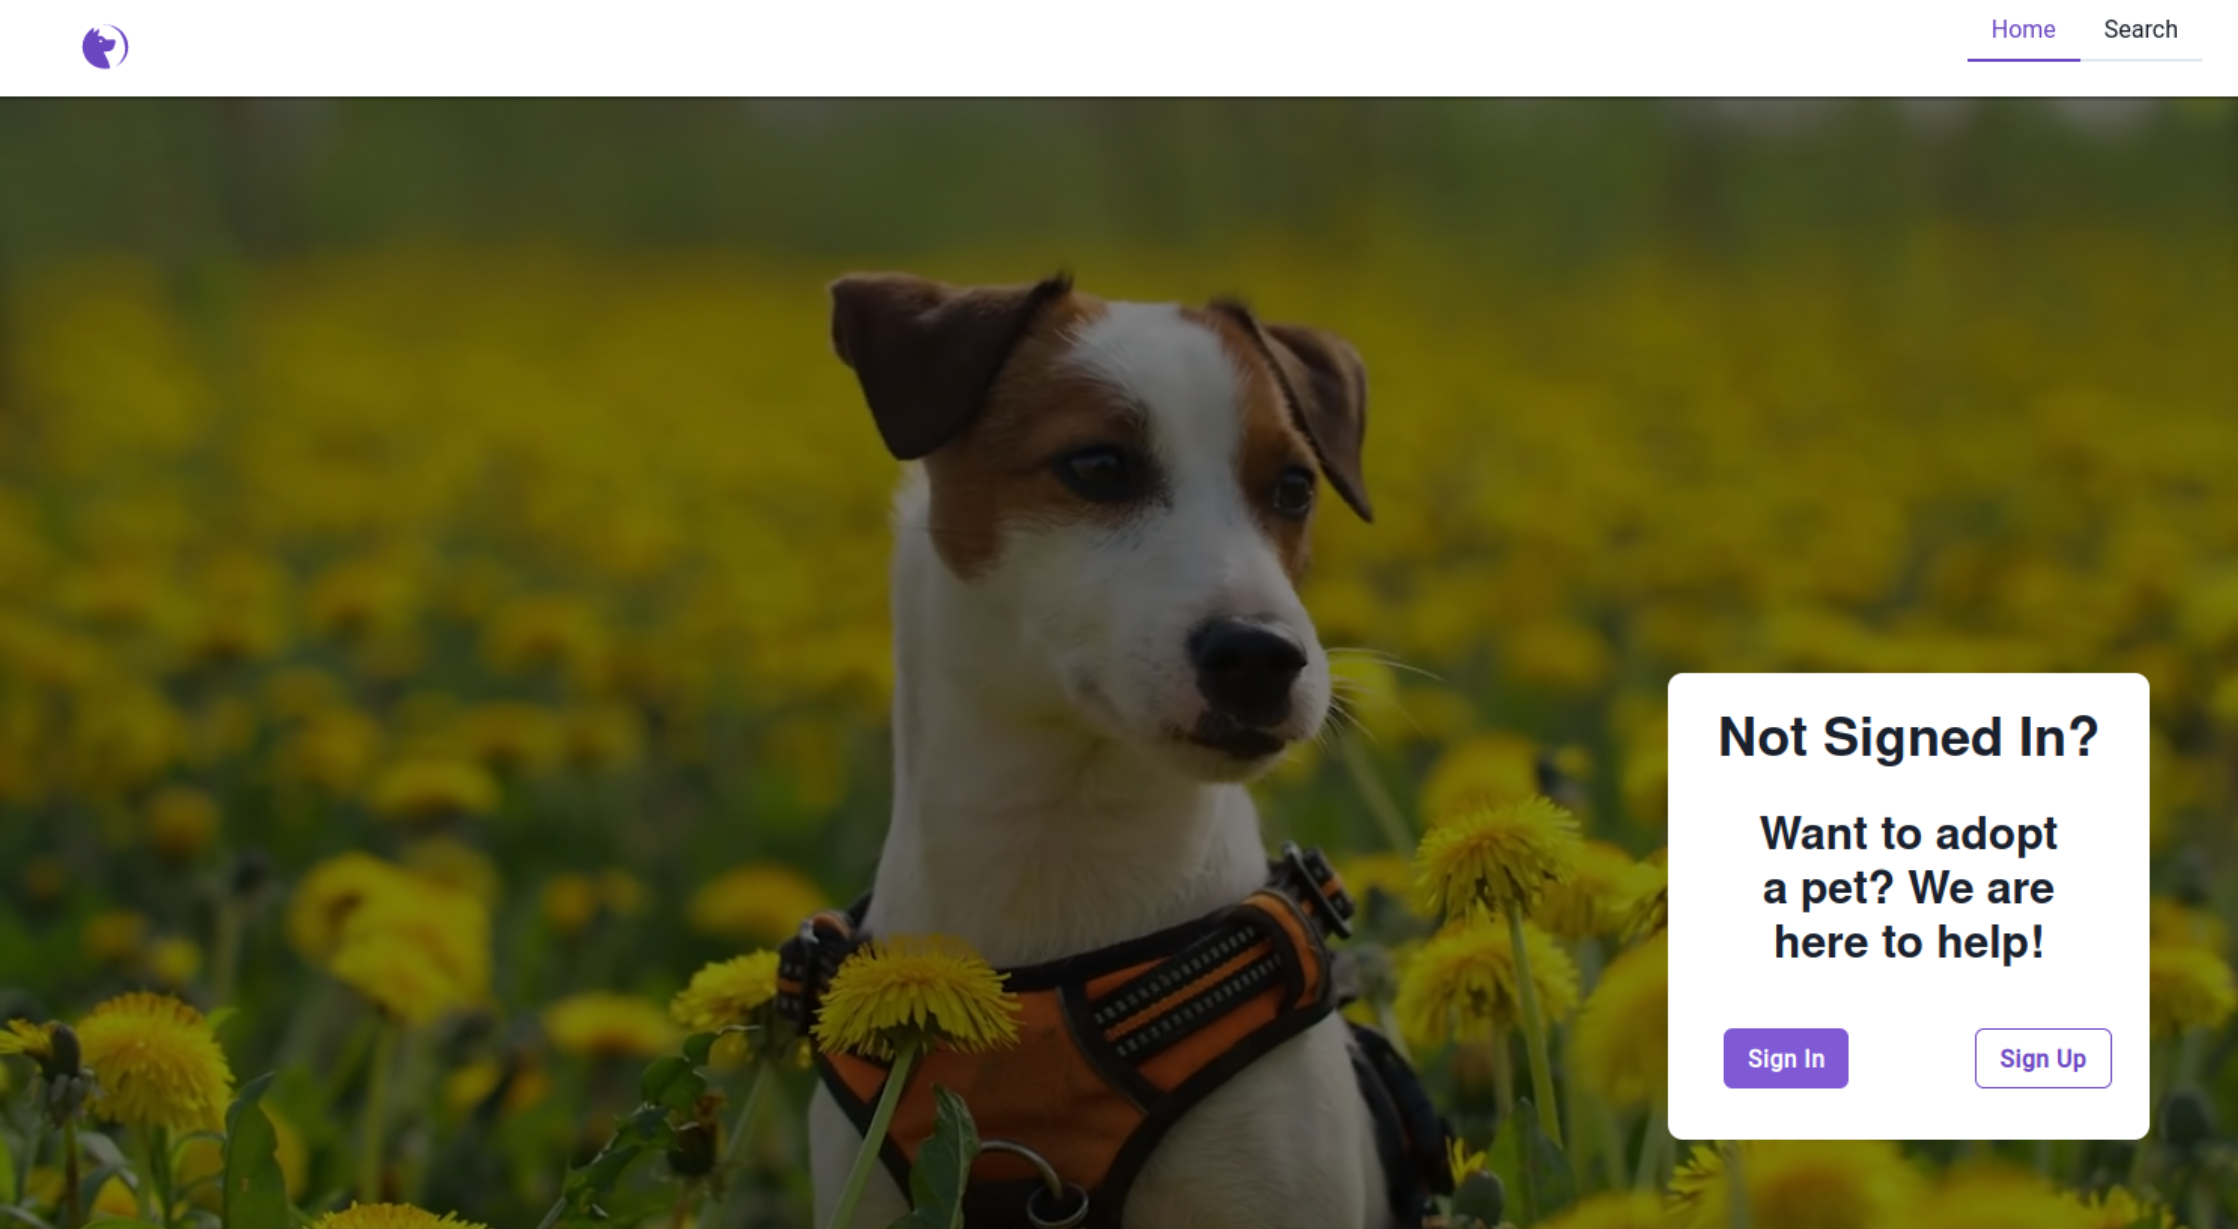 Home Search
Not Signed In?
Want to adopt
a pet? We are
here to help!
Sign In Sign Up